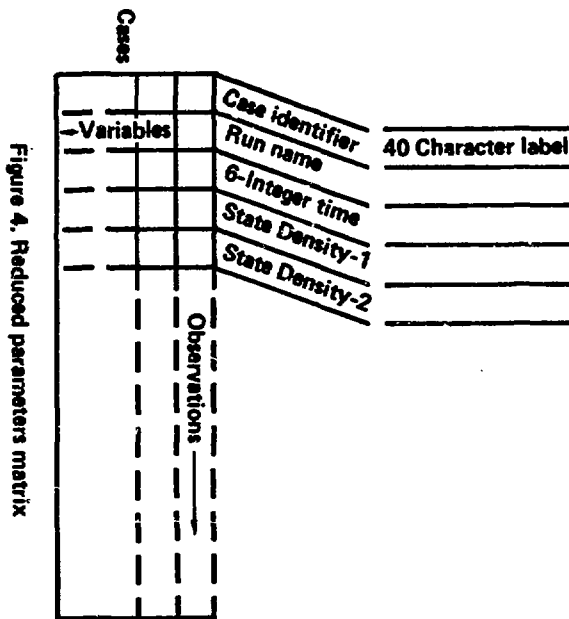 Cases
Case identifier
40 Character label
Variables
Run name
6-Integer time
State Density-1
State Density-2
Observations
Figure 4. Reduced parameters matrix